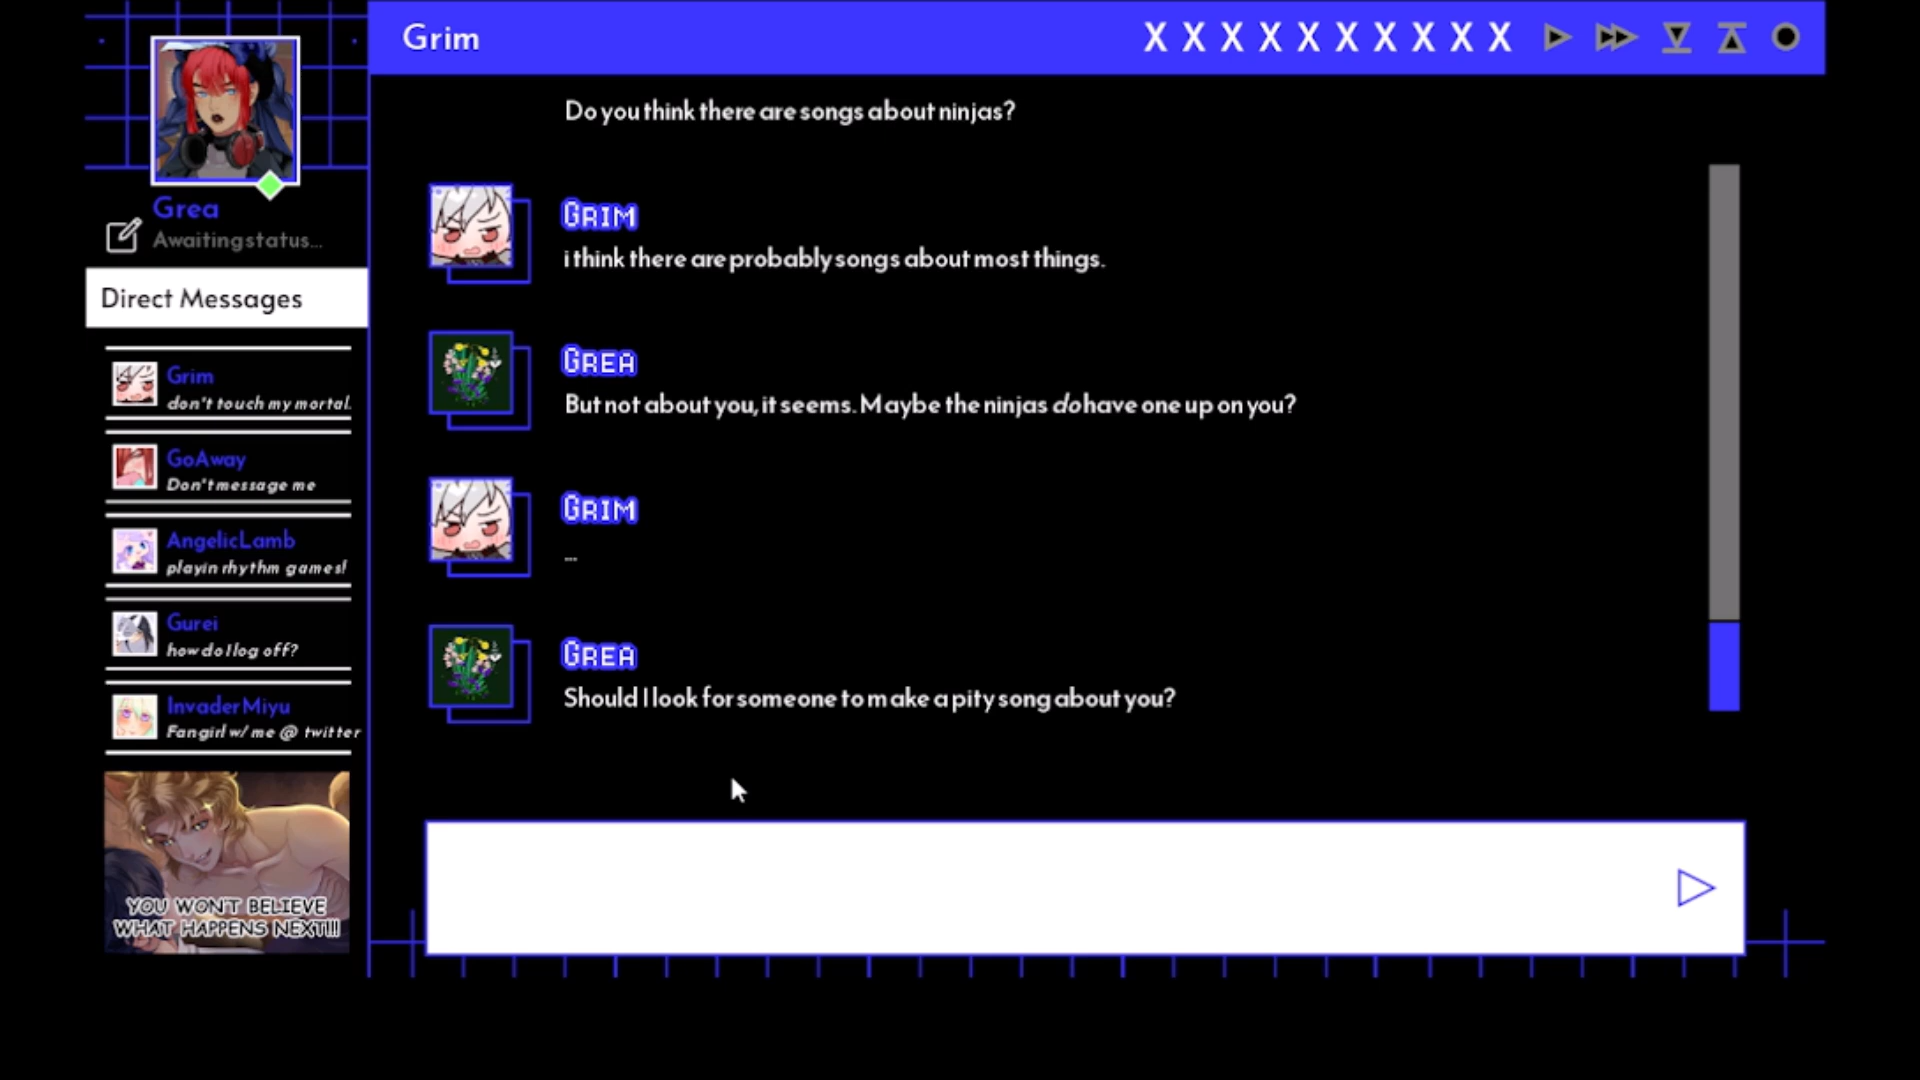 Grim
X X X X X X X X X X
Grea
Awaiting status...
Direct Messages
Grim
don't touch my mortal.
GoAway
Don't message me
AngelicLamb
playin rhythm games!
Gurei
how do I log off?
InvaderMiyu
Fangirl w/ me @ twitter
YOU WON'T BELIEVE
WHAT HAPPENS NEXT!!!
Do you think there are songs about ninjas?
GRIM
i think there are probably songs about most things.
GREA
But not about you, it seems. Maybe the ninjas do have one up on you?
GRIM
...
GREA
Should I look for someone to make a pity song about you?